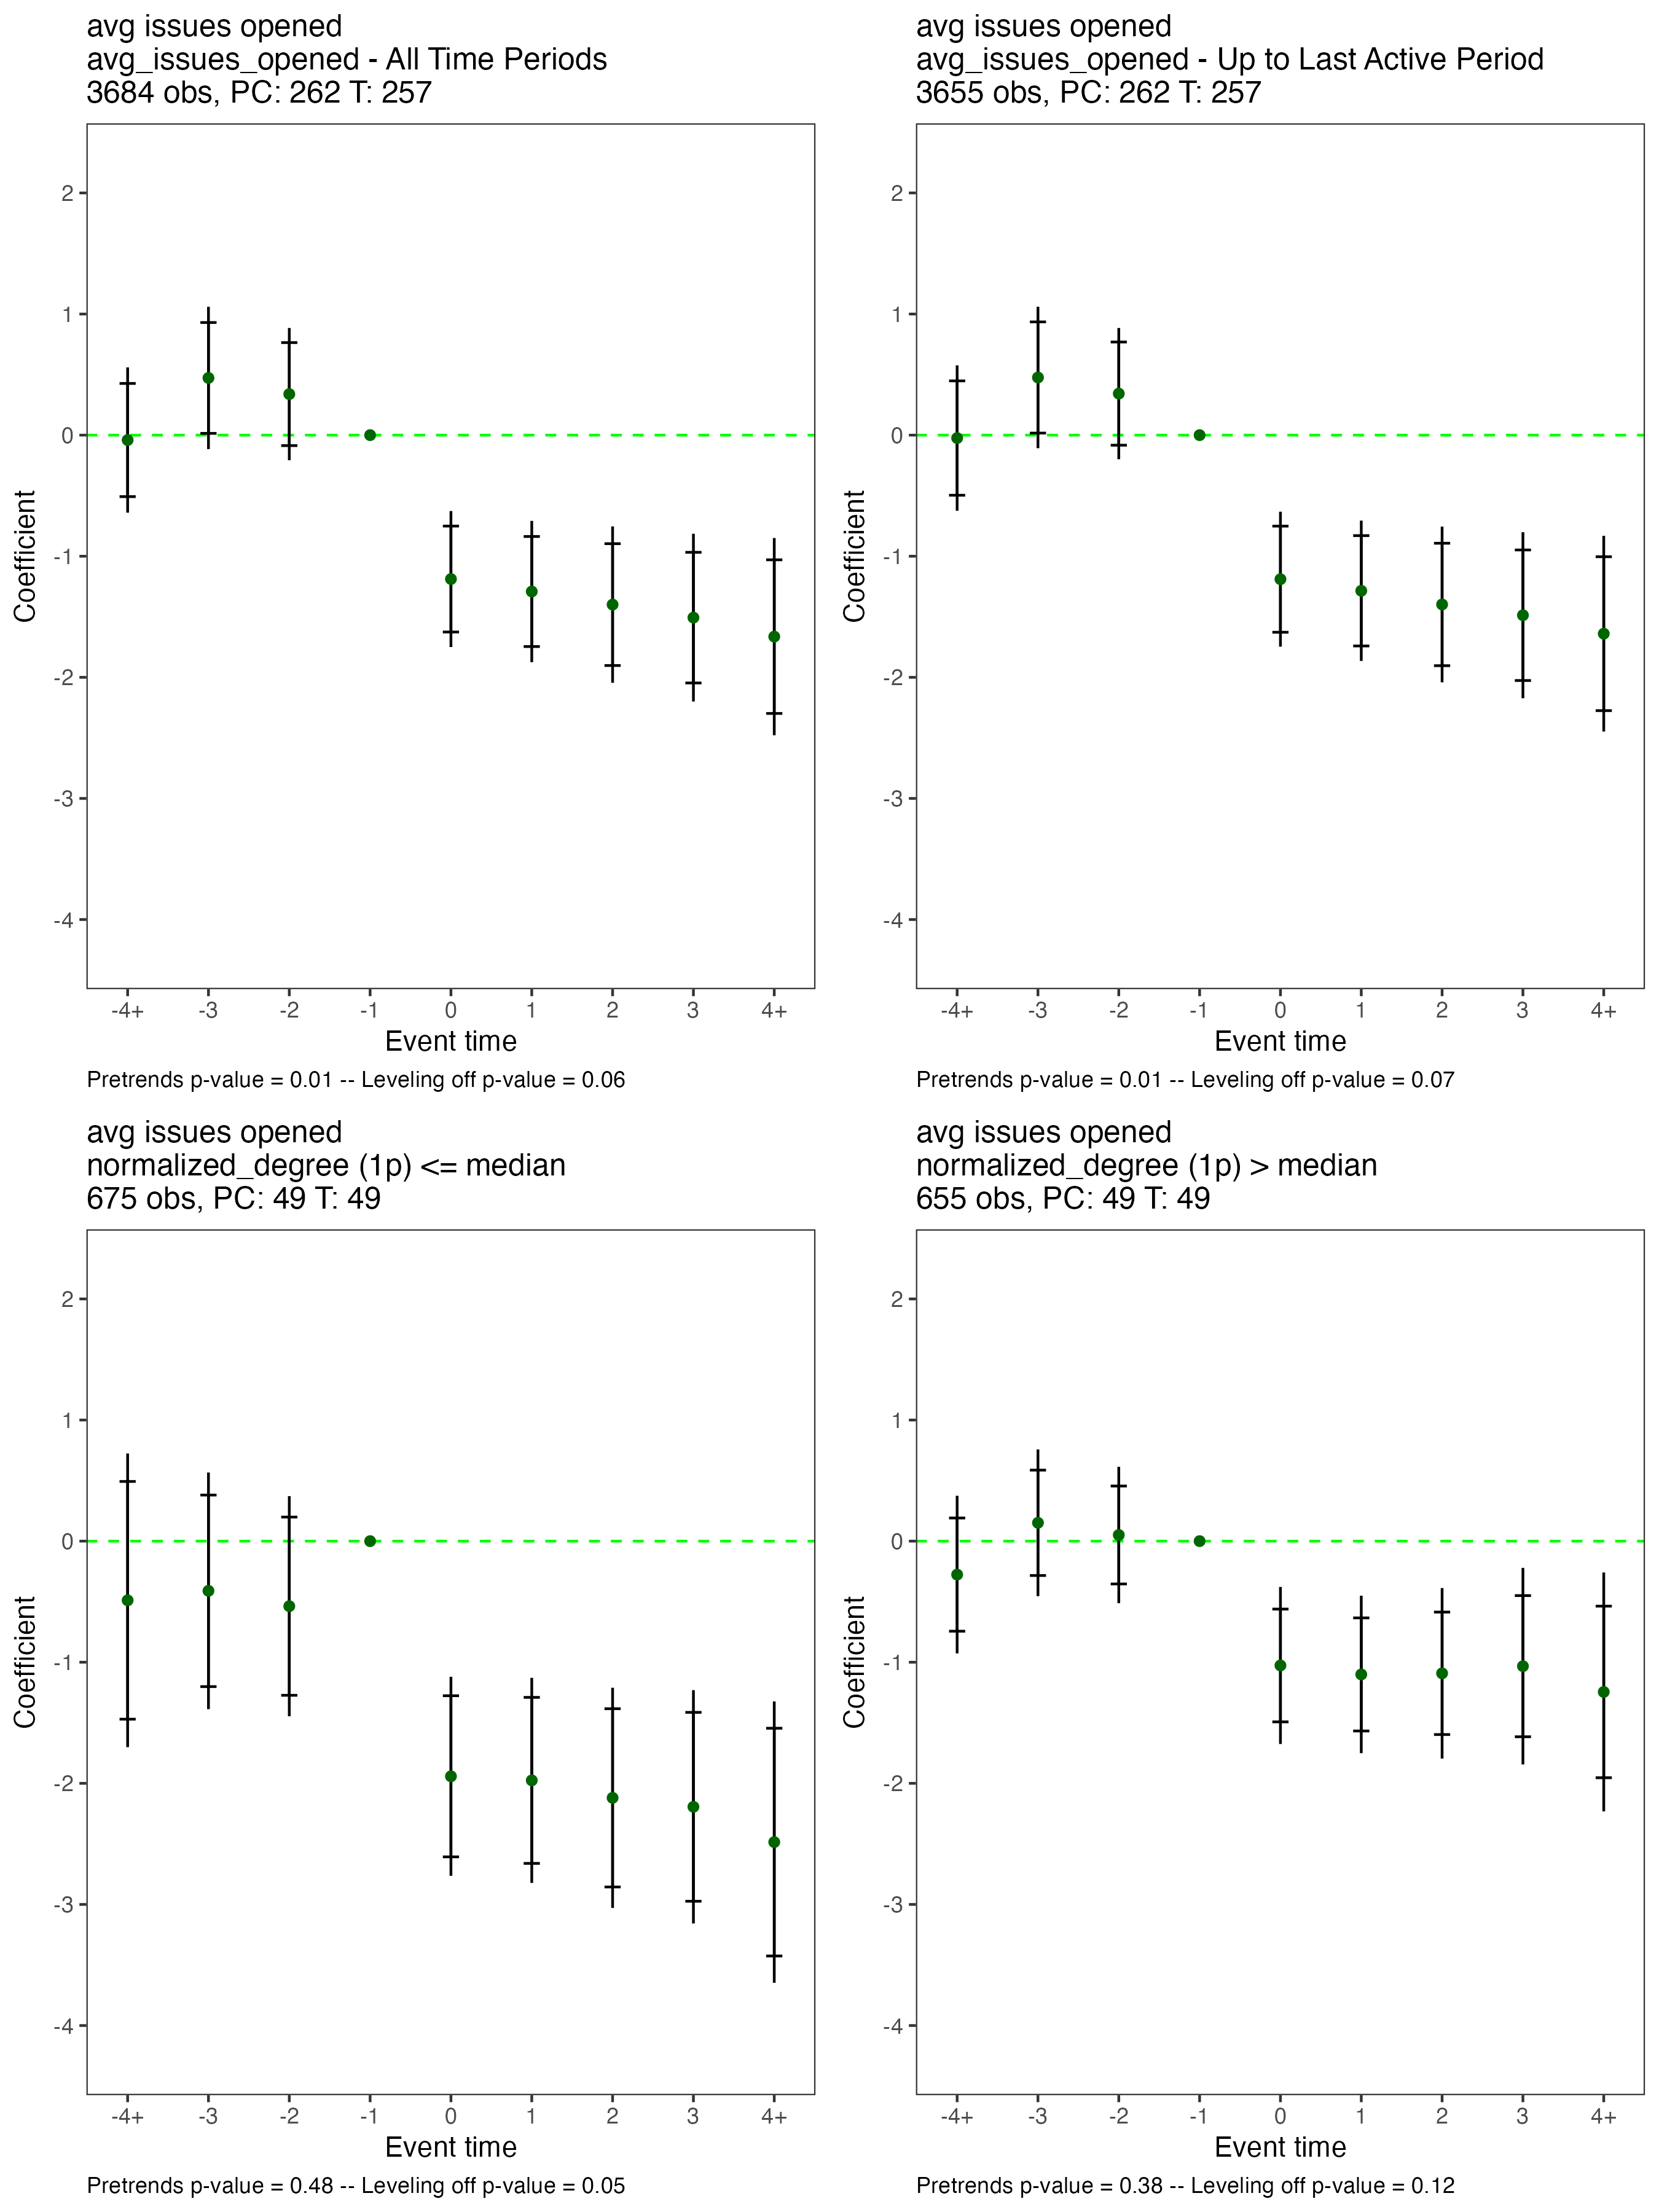 avg issues opened
avg_issues_opened - All Time Periods
3684 obs, PC: 262 T: 257
2
1
0
-1
-2
-3
-4
Coefficient
-4+ -3 -2 -1 0 1 2 3 4+
Event time
Pretrends p-value = 0.01 -- Leveling off p-value = 0.06
avg issues opened
avg_issues_opened - Up to Last Active Period
3655 obs, PC: 262 T: 257
2
1
0
-1
-2
-3
-4
Coefficient
-4+ -3 -2 -1 0 1 2 3 4+
Event time
Pretrends p-value = 0.01 -- Leveling off p-value = 0.07
avg issues opened
normalized_degree (1p) <= median
675 obs, PC: 49 T: 49
2
1
0
-1
-2
-3
-4
Coefficient
-4+ -3 -2 -1 0 1 2 3 4+
Event time
Pretrends p-value = 0.48 -- Leveling off p-value = 0.05
avg issues opened
normalized_degree (1p) > median
655 obs, PC: 49 T: 49
2
1
0
-1
-2
-3
-4
Coefficient
-4+ -3 -2 -1 0 1 2 3 4+
Event time
Pretrends p-value = 0.38 -- Leveling off p-value = 0.12